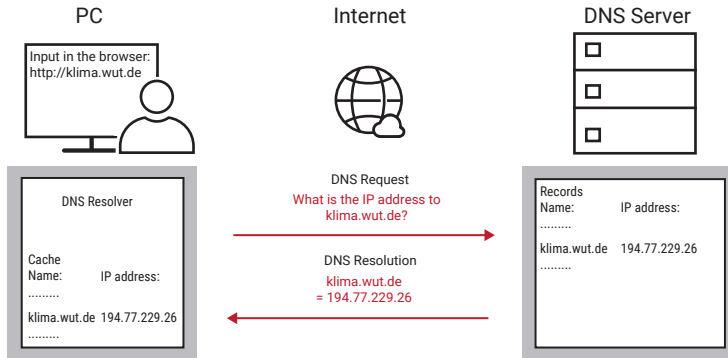 PC
Internet
DNS Server
Input in the browser:
http://klima.wut.de
DNS Resolver
Cache
Name: IP address:
.........
klima.wut.de 194.77.229.26
.........
DNS Request
What is the IP address to
klima.wut.de?
DNS Resolution
klima.wut.de
= 194.77.229.26
Records
Name: IP address:
.........
klima.wut.de 194.77.229.26
.........